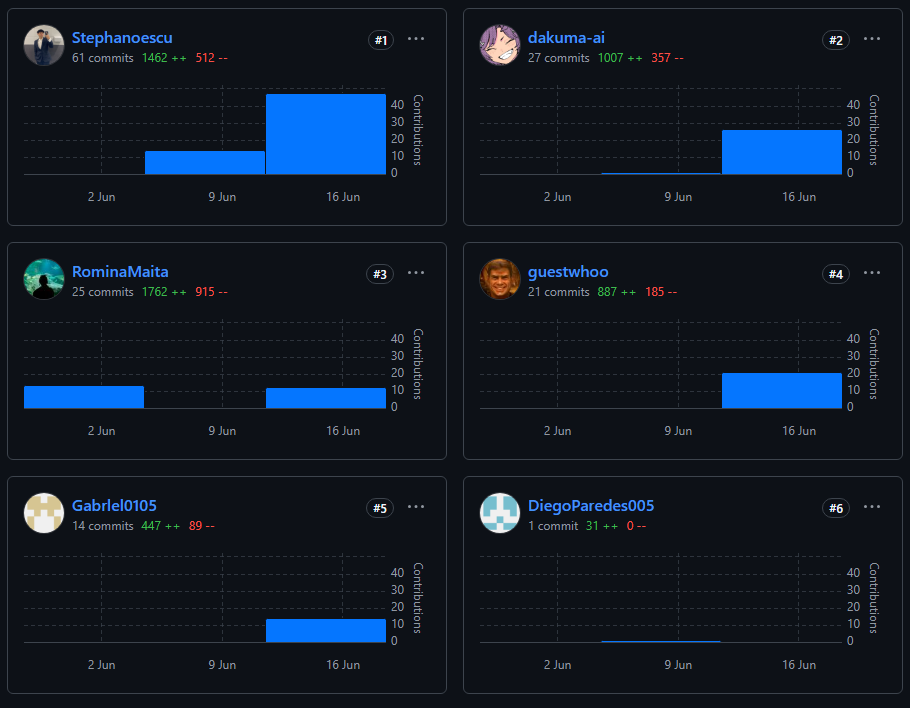 Stephanoescu #1 ...
61 commits 1462 ++ 512 --
40
30
20
10
0
Contributions
2 Jun 9 Jun 16 Jun
dakuma-ai #2 ...
27 commits 1007 ++ 357 --
40
30
20
10
0
Contributions
2 Jun 9 Jun 16 Jun
RominaMaita #3 ...
25 commits 1762 ++ 915 --
40
30
20
10
0
Contributions
2 Jun 9 Jun 16 Jun
guestwhoo #4 ...
21 commits 887 ++ 185 --
40
30
20
10
0
Contributions
2 Jun 9 Jun 16 Jun
Gabrlel0105 #5 ...
14 commits 447 ++ 89 --
40
30
20
10
0
Contributions
2 Jun 9 Jun 16 Jun
DiegoParedes005 #6 ...
1 commit 31 ++ 0 --
40
30
20
10
0
Contributions
2 Jun 9 Jun 16 Jun